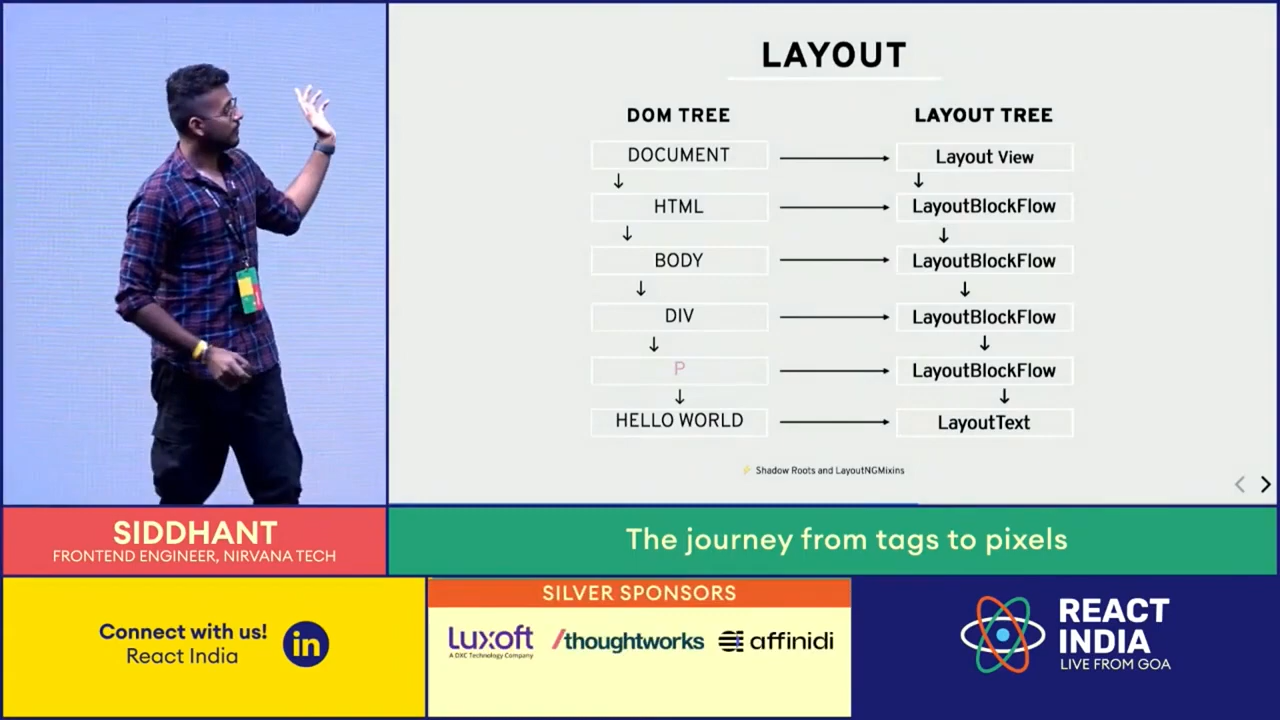 LAYOUT
DOM TREE
LAYOUT TREE
DOCUMENT
Layout View
HTML
LayoutBlockFlow
BODY
LayoutBlockFlow
DIV
LayoutBlockFlow
P
LayoutBlockFlow
HELLO WORLD
LayoutText
Shadow Roots and LayoutNGMixins
SIDDHANT
FRONTEND ENGINEER, NIRVANA TECH
The journey from tags to pixels
Connect with us!
React India
in
SILVER SPONSORS
Luxoft
A DXC Technology Company
/thoughtworks
affinidi
REACT
INDIA
LIVE FROM GOA